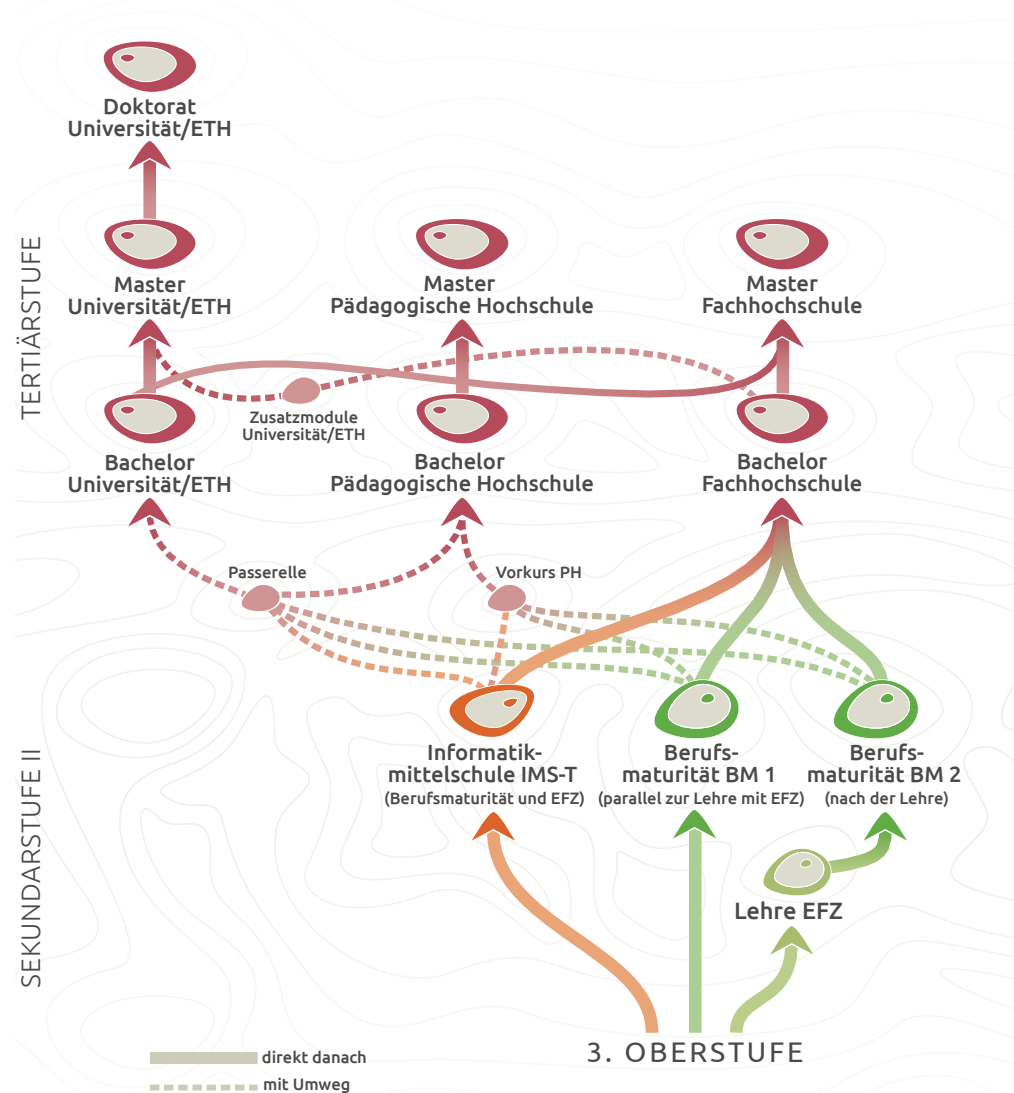 Doktorat
Universität/ETH
TERTIÄRSTUFE
Master
Universität/ETH
Master
Pädagogische Hochschule
Master
Fachhochschule
Zusatzmodule
Universität/ETH
Bachelor
Universität/ETH
Bachelor
Pädagogische Hochschule
Bachelor
Fachhochschule
Passerelle
Vorkurs PH
SEKUNDARSTUFE II
Informatik-
mittelschule IMS-T
(Berufsmaturität und EFZ)
Berufs-
maturität BM 1
(parallel zur Lehre mit EFZ)
Berufs-
maturität BM 2
(nach der Lehre)
Lehre EFZ
3. OBERSTUFE
direkt danach
mit Umweg